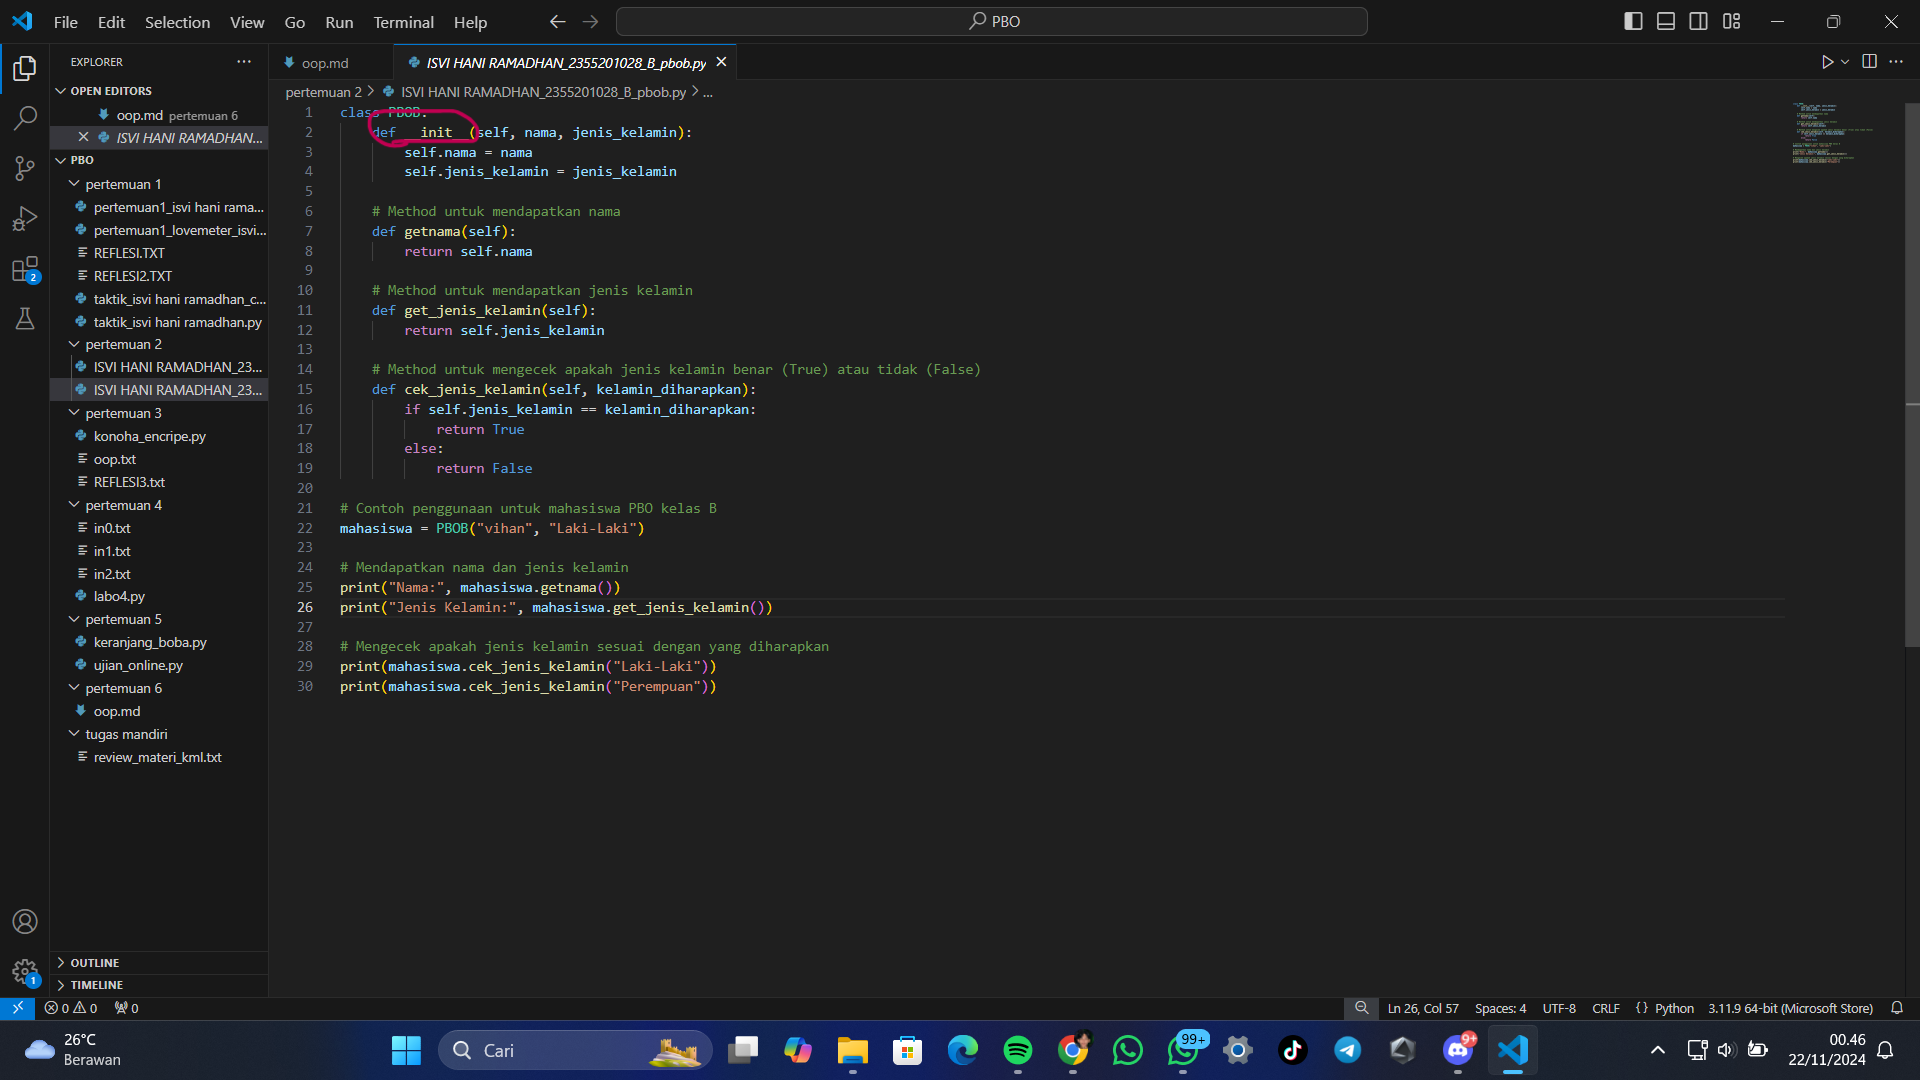 File Edit Selection View Go Run Terminal Help
PBO
EXPLORER
OPEN EDITORS
oop.md pertemuan 6
ISVI HANI RAMADHAN...
PBO
pertemuan 1
pertemuan1_isvi hani rama...
pertemuan1_lovemeter_isvi...
REFLESI.TXT
REFLESI2.TXT
taktik_isvi hani ramadhan_c...
taktik_isvi hani ramadhan.py
pertemuan 2
ISVI HANI RAMADHAN_23...
ISVI HANI RAMADHAN_23...
pertemuan 3
konoha_encripe.py
oop.txt
REFLESI3.txt
pertemuan 4
in0.txt
in1.txt
in2.txt
labo4.py
pertemuan 5
keranjang_boba.py
ujian_online.py
pertemuan 6
oop.md
tugas mandiri
review_materi_kml.txt
OUTLINE
TIMELINE
2
1
oop.md
ISVI HANI RAMADHAN_2355201028_B_pbob.py
pertemuan 2 > ISVI HANI RAMADHAN_2355201028_B_pbob.py > ...
1 class PBOB:
2 def __init__(self, nama, jenis_kelamin):
3 self.nama = nama
4 self.jenis_kelamin = jenis_kelamin
5
6 # Method untuk mendapatkan nama
7 def getnama(self):
8 return self.nama
9
10 # Method untuk mendapatkan jenis kelamin
11 def get_jenis_kelamin(self):
12 return self.jenis_kelamin
13
14 # Method untuk mengecek apakah jenis kelamin benar (True) atau tidak (False)
15 def cek_jenis_kelamin(self, kelamin_diharapkan):
16 if self.jenis_kelamin == kelamin_diharapkan:
17 return True
18 else:
19 return False
20
21 # Contoh penggunaan untuk mahasiswa PBO kelas B
22 mahasiswa = PBOB("vihan", "Laki-Laki")
23
24 # Mendapatkan nama dan jenis kelamin
25 print("Nama:", mahasiswa.getnama())
26 print("Jenis Kelamin:", mahasiswa.get_jenis_kelamin())
27
28 # Mengecek apakah jenis kelamin sesuai dengan yang diharapkan
29 print(mahasiswa.cek_jenis_kelamin("Laki-Laki"))
30 print(mahasiswa.cek_jenis_kelamin("Perempuan"))
0 0 0
Ln 26, Col 57 Spaces: 4 UTF-8 CRLF {} Python 3.11.9 64-bit (Microsoft Store)
26°C
Berawan
Cari
99+
9+
00.46
22/11/2024